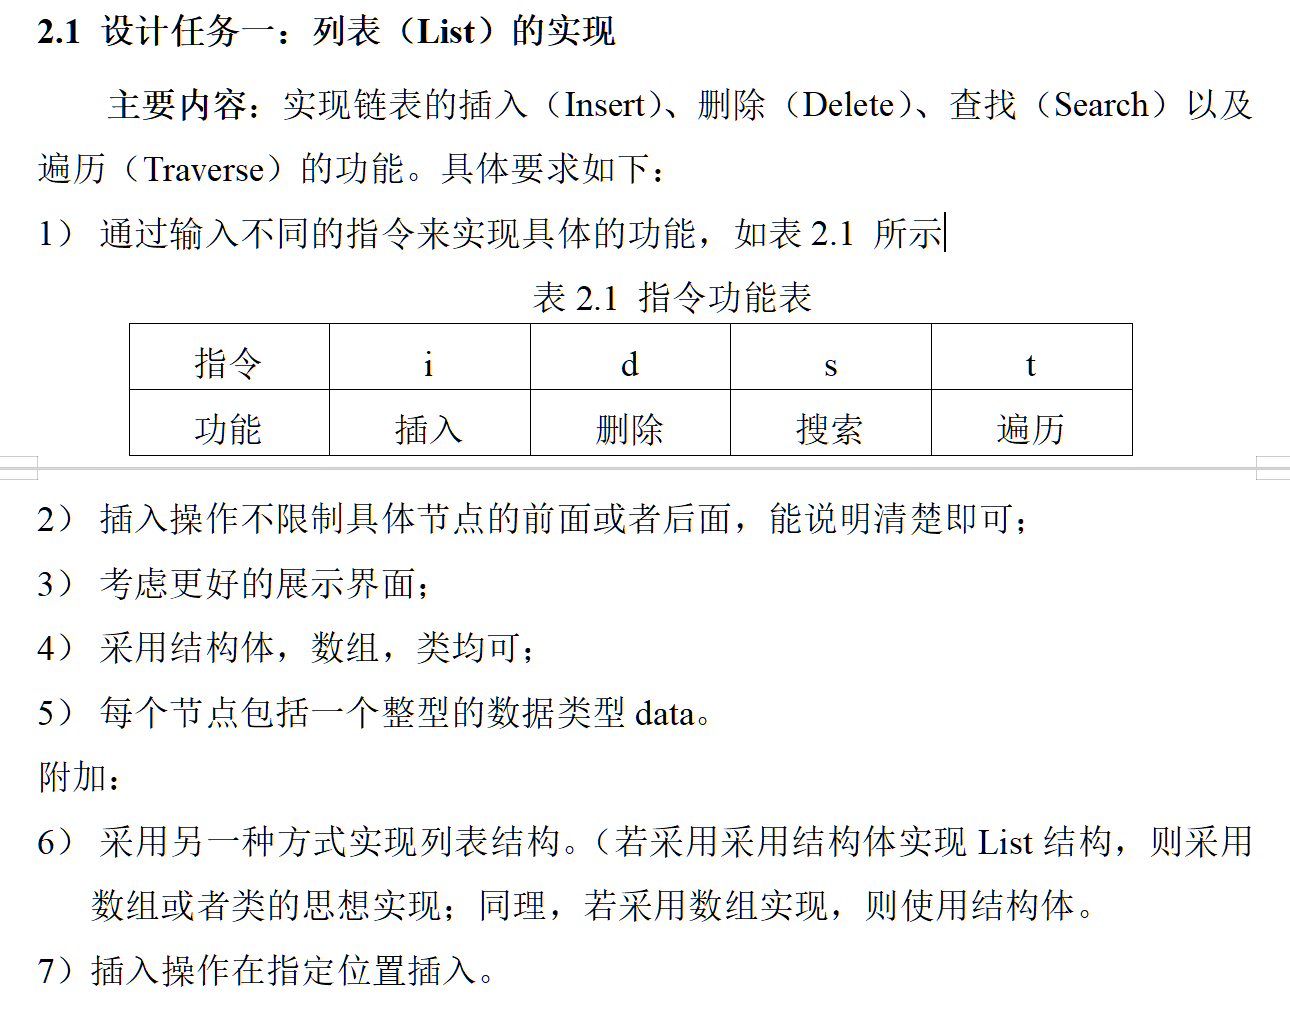 2.1 设计任务一：列表（List）的实现
主要内容：实现链表的插入（Insert）、删除（Delete）、查找（Search）以及
遍历（Traverse）的功能。具体要求如下：
1） 通过输入不同的指令来实现具体的功能，如表 2.1 所示
表 2.1 指令功能表
指令 i d s t
功能 插入 删除 搜索 遍历
2） 插入操作不限制具体节点的前面或者后面，能说明清楚即可；
3） 考虑更好的展示界面；
4） 采用结构体，数组，类均可；
5） 每个节点包括一个整型的数据类型 data。
附加：
6） 采用另一种方式实现列表结构。（若采用采用结构体实现 List 结构，则采用
数组或者类的思想实现；同理，若采用数组实现，则使用结构体。
7）插入操作在指定位置插入。